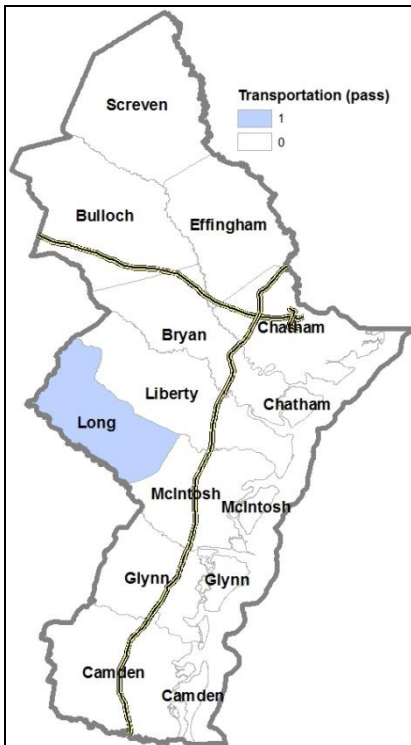 Screven
Transportation (pass)
1
0
Bulloch
Effingham
Bryan
Chatham
Liberty
Chatham
Long
McIntosh
McIntosh
Glynn
Glynn
Camden
Camden